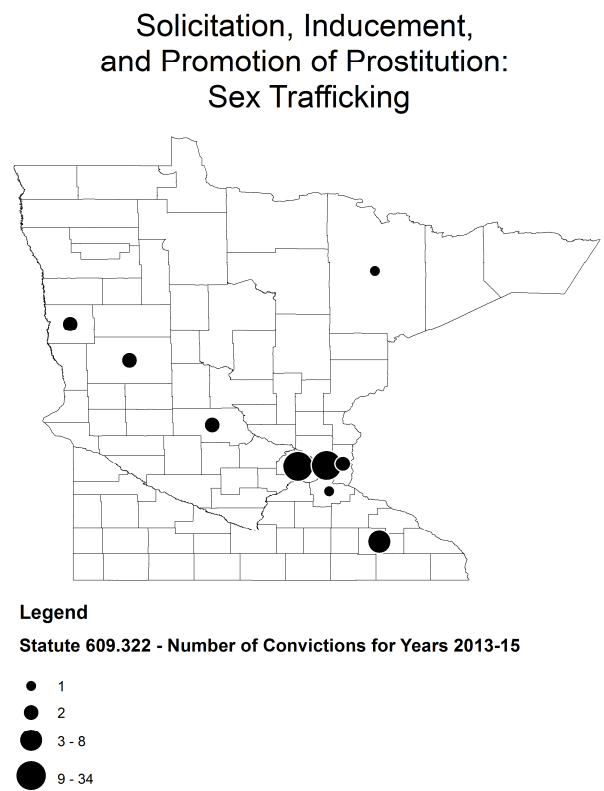 Solicitation, Inducement,
and Promotion of Prostitution:
Sex Trafficking
Legend
Statute 609.322 - Number of Convictions for Years 2013-15
1
2
3 - 8
9 - 34